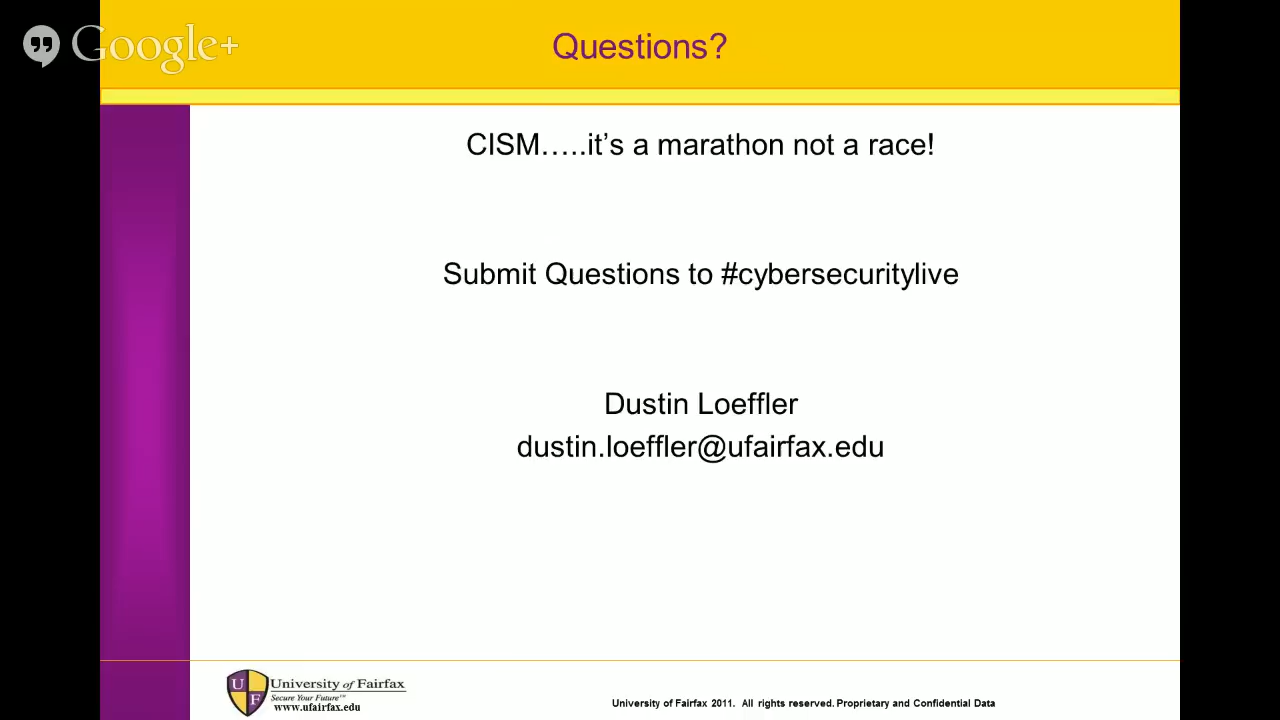 Google+
Questions?
CISM…..it’s a marathon not a race!
Submit Questions to #cybersecuritylive
Dustin Loeffler
dustin.loeffler@ufairfax.edu
U
F
University of Fairfax
Secure Your Future™
www.ufairfax.edu
University of Fairfax 2011. All rights reserved. Proprietary and Confidential Data